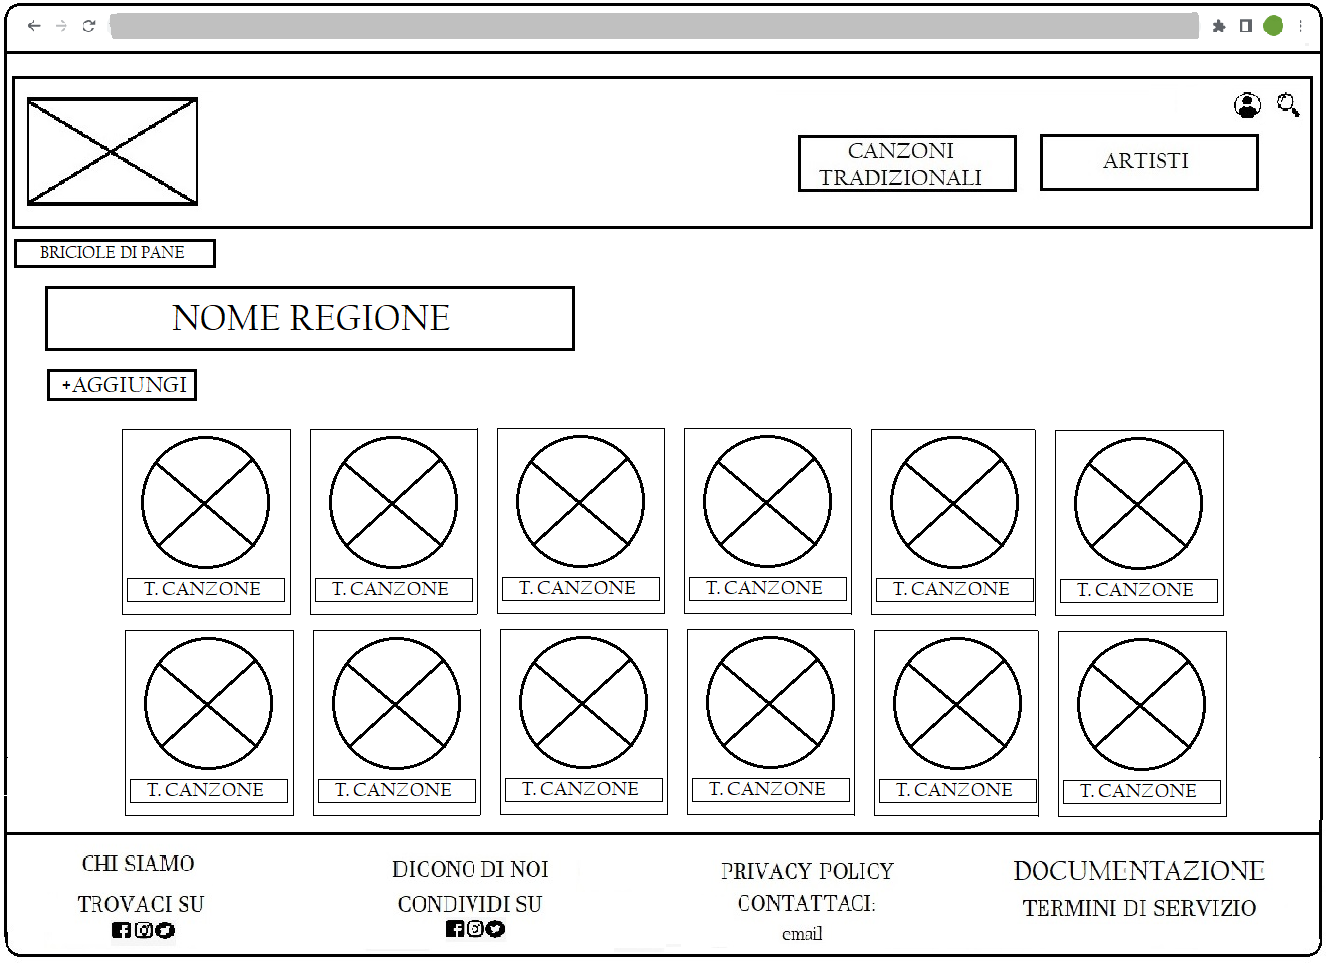 CANZONI
TRADIZIONALI
ARTISTI
BRICIOLE DI PANE
NOME REGIONE
+AGGIUNGI
T. CANZONE
T. CANZONE
T. CANZONE
T. CANZONE
T. CANZONE
T. CANZONE
T. CANZONE
T. CANZONE
T. CANZONE
T. CANZONE
T. CANZONE
T. CANZONE
CHI SIAMO
TROVACI SU
DICONO DI NOI
CONDIVIDI SU
PRIVACY POLICY
CONTATTACI:
email
DOCUMENTAZIONE
TERMINI DI SERVIZIO